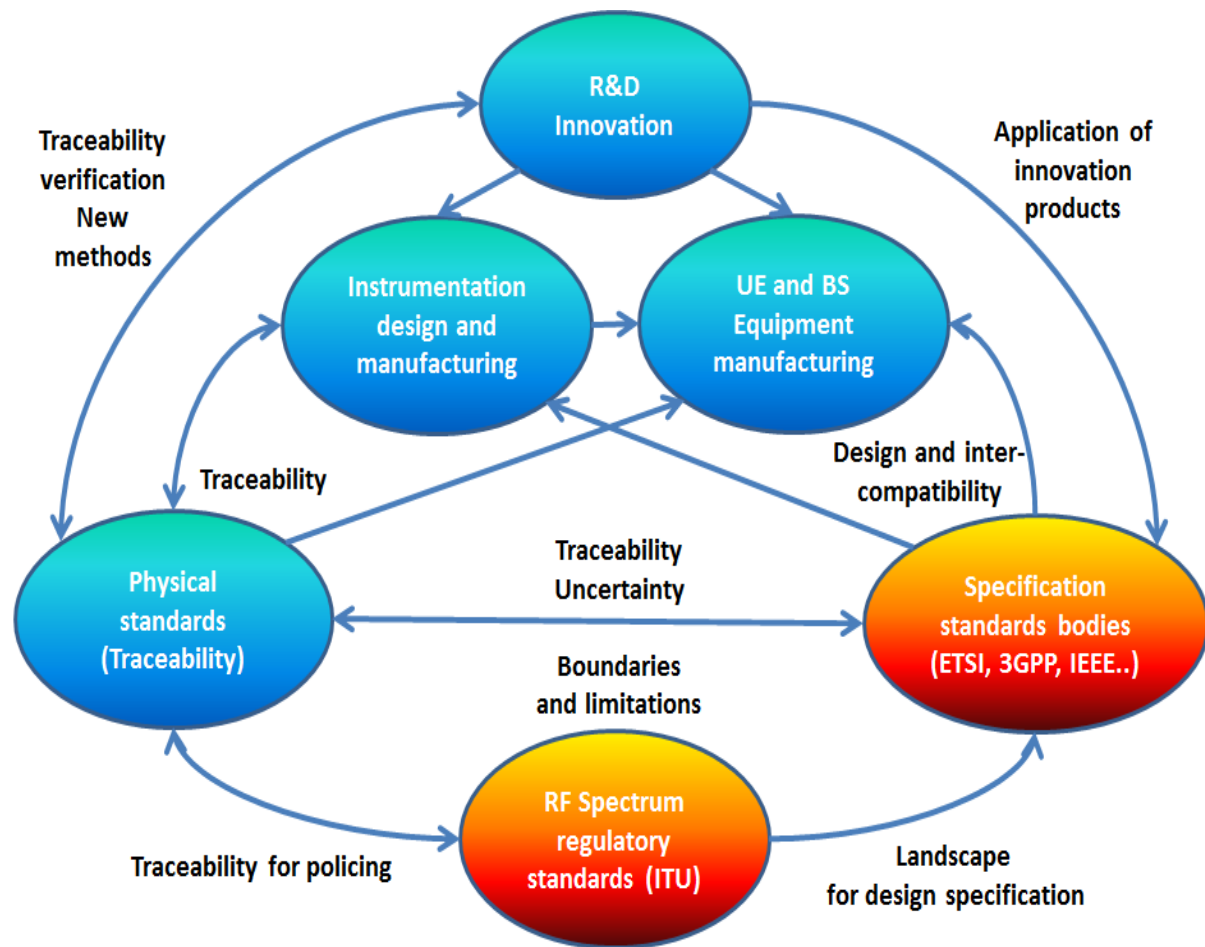 R&D
Innovation
Traceability
verification
New
methods
Application of
innovation
products
Instrumentation
design and
manufacturing
UE and BS
Equipment
manufacturing
Traceability
Design and inter-
compatibility
Physical
standards
(Traceability)
Traceability
Uncertainty
Specification
standards bodies
(ETSI, 3GPP, IEEE..)
Boundaries
and limitations
RF Spectrum
regulatory
standards (ITU)
Traceability for policing
Landscape
for design specification